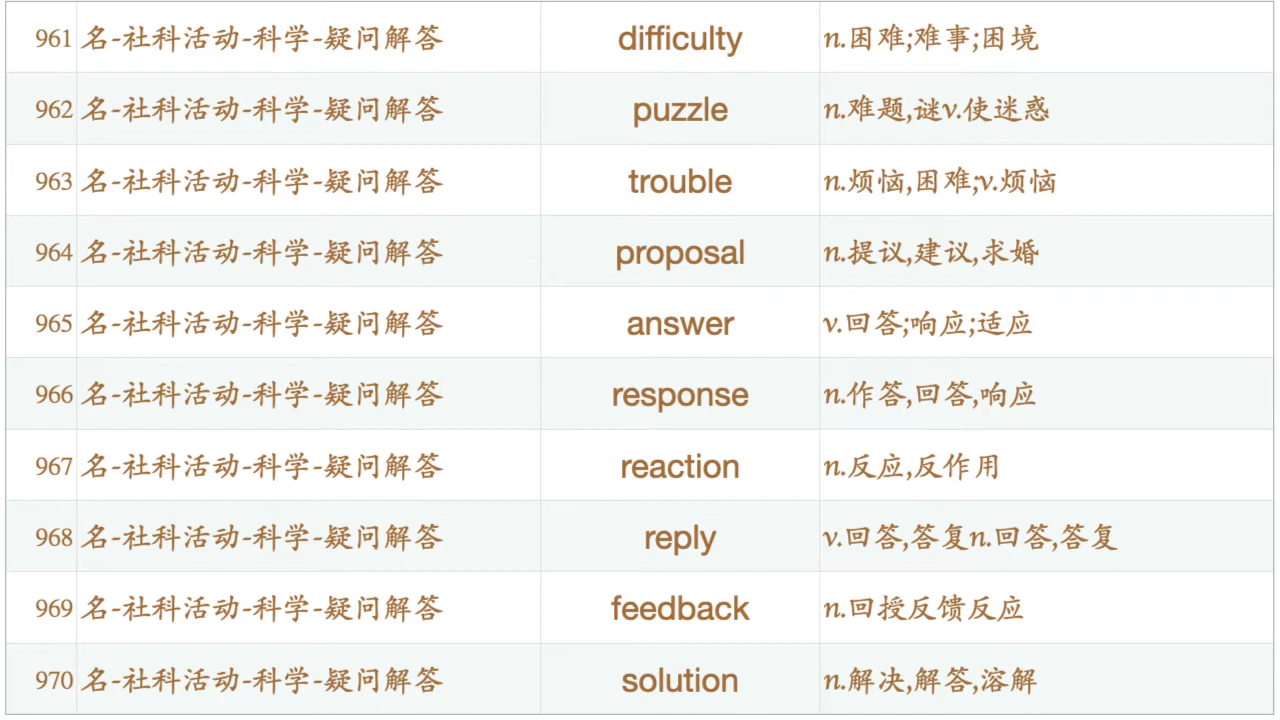 961 名-社科活动-科学-疑问解答 difficulty n.困难;难事;困境
962 名-社科活动-科学-疑问解答 puzzle n.难题,谜v.使迷惑
963 名-社科活动-科学-疑问解答 trouble n.烦恼,困难;v.烦恼
964 名-社科活动-科学-疑问解答 proposal n.提议,建议,求婚
965 名-社科活动-科学-疑问解答 answer v.回答;响应;适应
966 名-社科活动-科学-疑问解答 response n.作答,回答,响应
967 名-社科活动-科学-疑问解答 reaction n.反应,反作用
968 名-社科活动-科学-疑问解答 reply v.回答,答复n.回答,答复
969 名-社科活动-科学-疑问解答 feedback n.回授反馈反应
970 名-社科活动-科学-疑问解答 solution n.解决,解答,溶解